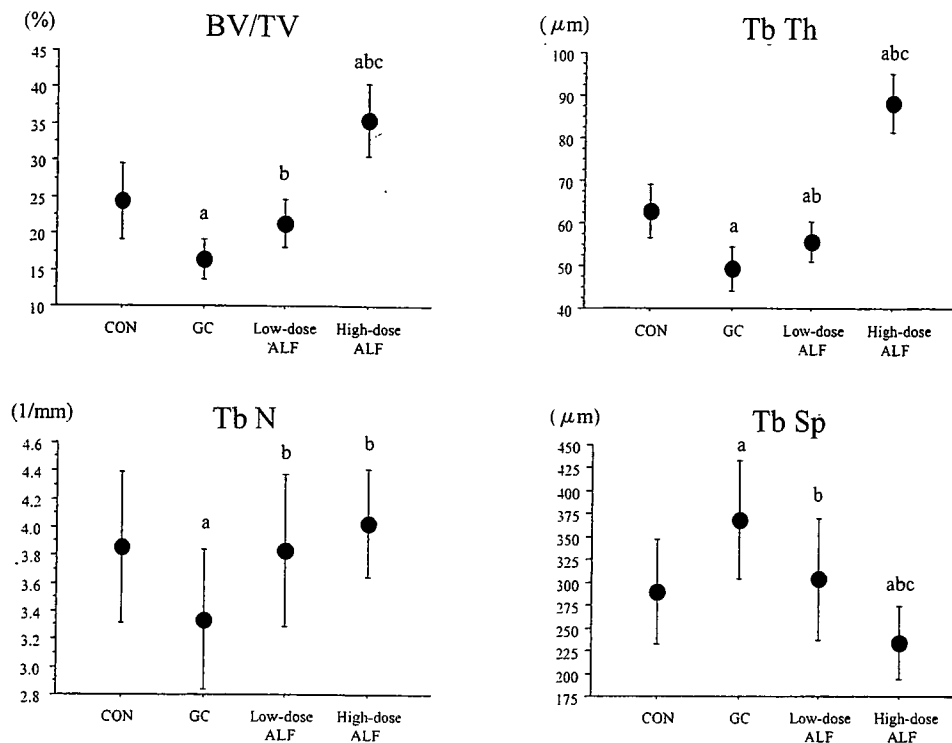 (%)
BV/TV
45
40
35
30
25
20
15
10
abc
b
a
CON
GC
Low-dose
ALF
High-dose
ALF
(μm)
Tb Th
100
90
80
70
60
50
40
abc
ab
a
CON
GC
Low-dose
ALF
High-dose
ALF
(1/mm)
Tb N
4.6
4.4
4.2
4.0
3.8
3.6
3.4
3.2
3.0
2.8
b
b
a
CON
GC
Low-dose
ALF
High-dose
ALF
(μm)
Tb Sp
450
425
400
375
350
325
300
275
250
225
200
175
a
b
abc
CON
GC
Low-dose
ALF
High-dose
ALF